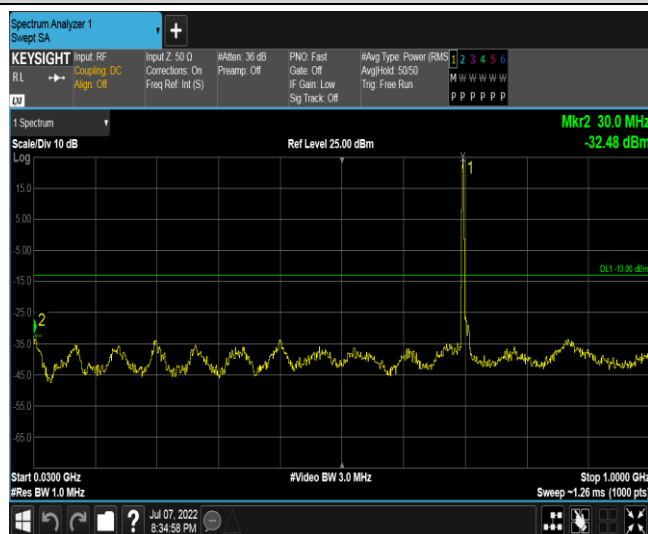 Spectrum Analyzer 1
Swept SA
+
KEYSIGHT Input: RF Input Z: 50 Ω #Atten: 36 dB PNO: Fast #Avg Type: Power (RMS 1 2 3 4 5 6
RL Coupling: DC Corrections: On Preamp: Off Gate: Off Avg|Hold: 50/50 M W W W W W
Align: Off Freq Ref: Int (S) IF Gain: Low Trig: Free Run
Sig Track: Off P P P P P P
LXI
1 Spectrum Mkr2 30.0 MHz
Scale/Div 10 dB Ref Level 25.00 dBm -32.48 dBm
Log
1
15.0
5.00
-5.00
DL1 -13.00 dBm
-15.0
-25.0
2
-35.0
-45.0
-55.0
-65.0
Start 0.0300 GHz #Video BW 3.0 MHz Stop 1.0000 GHz
#Res BW 1.0 MHz Sweep ~1.26 ms (1000 pts)
? Jul 07, 2022
8:34:58 PM